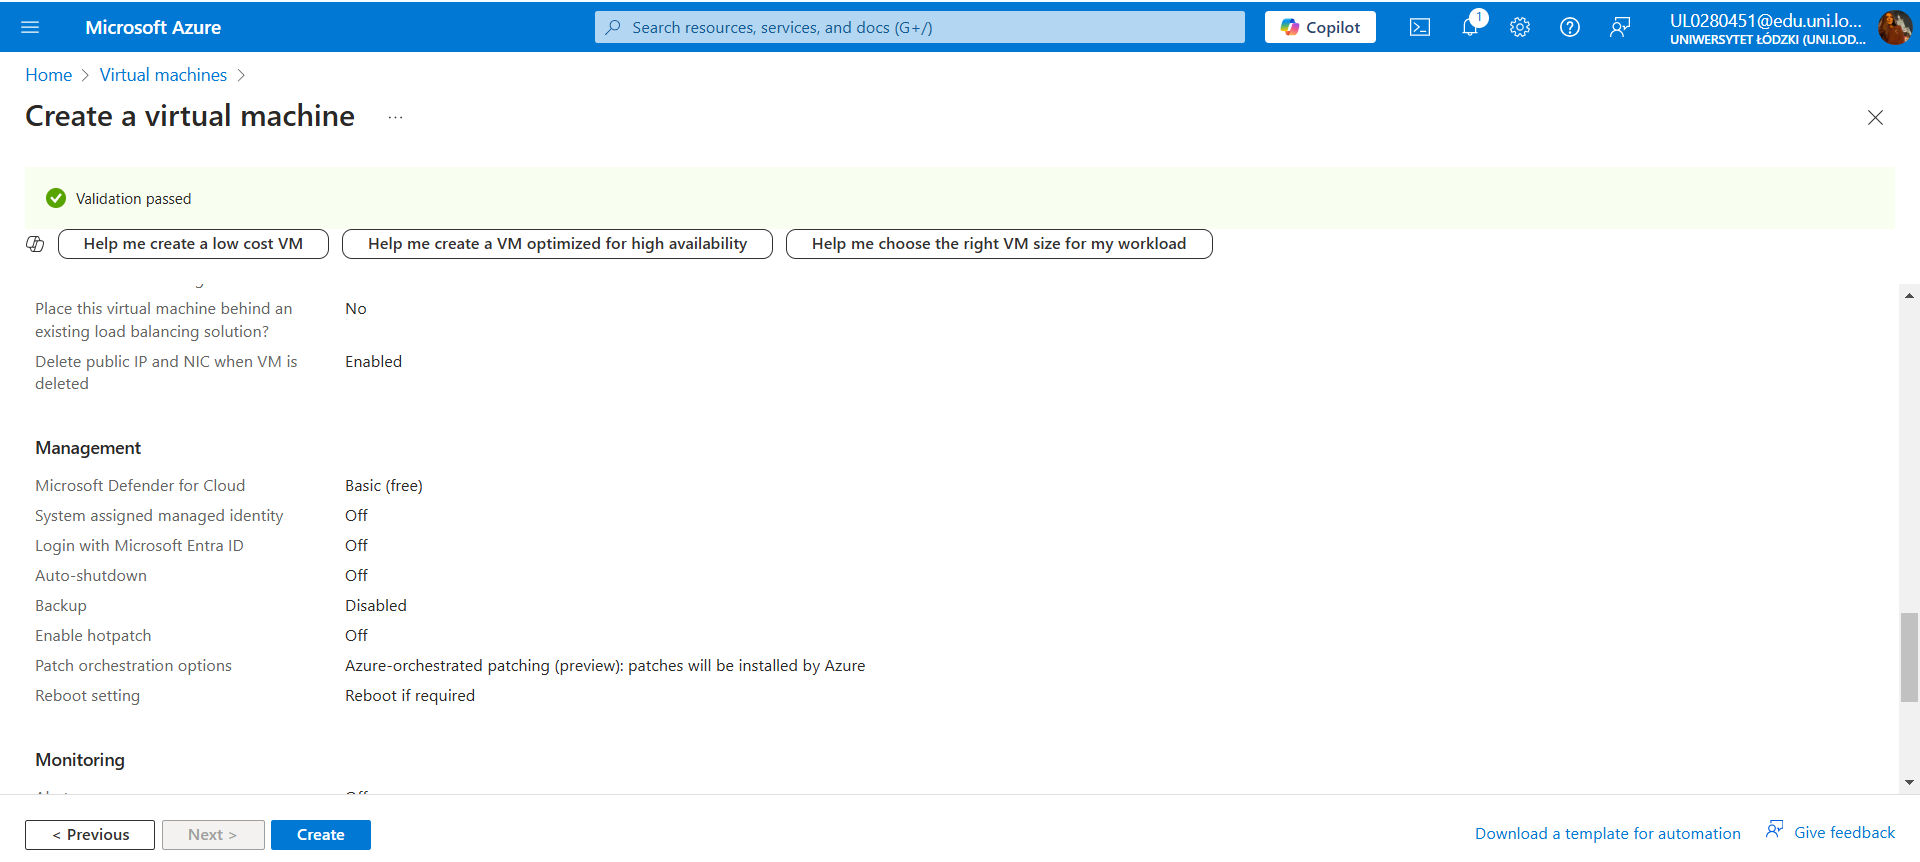 Microsoft Azure
Search resources, services, and docs (G+/)
Copilot
1
UL0280451@edu.uni.lo...
UNIWERSYTET ŁÓDZKI (UNI.LOD...
Home > Virtual machines >
Create a virtual machine ...
Validation passed
Help me create a low cost VM
Help me create a VM optimized for high availability
Help me choose the right VM size for my workload
Place this virtual machine behind an No
existing load balancing solution?
Delete public IP and NIC when VM is Enabled
deleted
Management
Microsoft Defender for Cloud Basic (free)
System assigned managed identity Off
Login with Microsoft Entra ID Off
Auto-shutdown Off
Backup Disabled
Enable hotpatch Off
Patch orchestration options Azure-orchestrated patching (preview): patches will be installed by Azure
Reboot setting Reboot if required
Monitoring
< Previous
Next >
Create
Download a template for automation
Give feedback